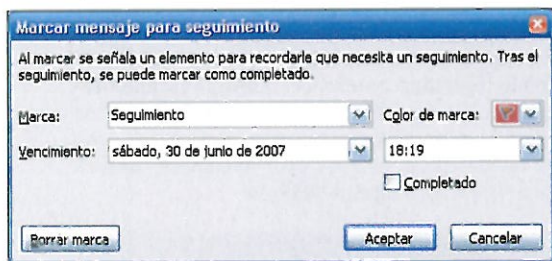 Marcar mensaje para seguimiento
Al marcar se señala un elemento para recordarle que necesita un seguimiento. Tras el
seguimiento, se puede marcar como completado.
Marca: Seguimiento Color de marca:
Vencimiento: sábado, 30 de junio de 2007 18:19
Completado
Borrar marca Aceptar Cancelar